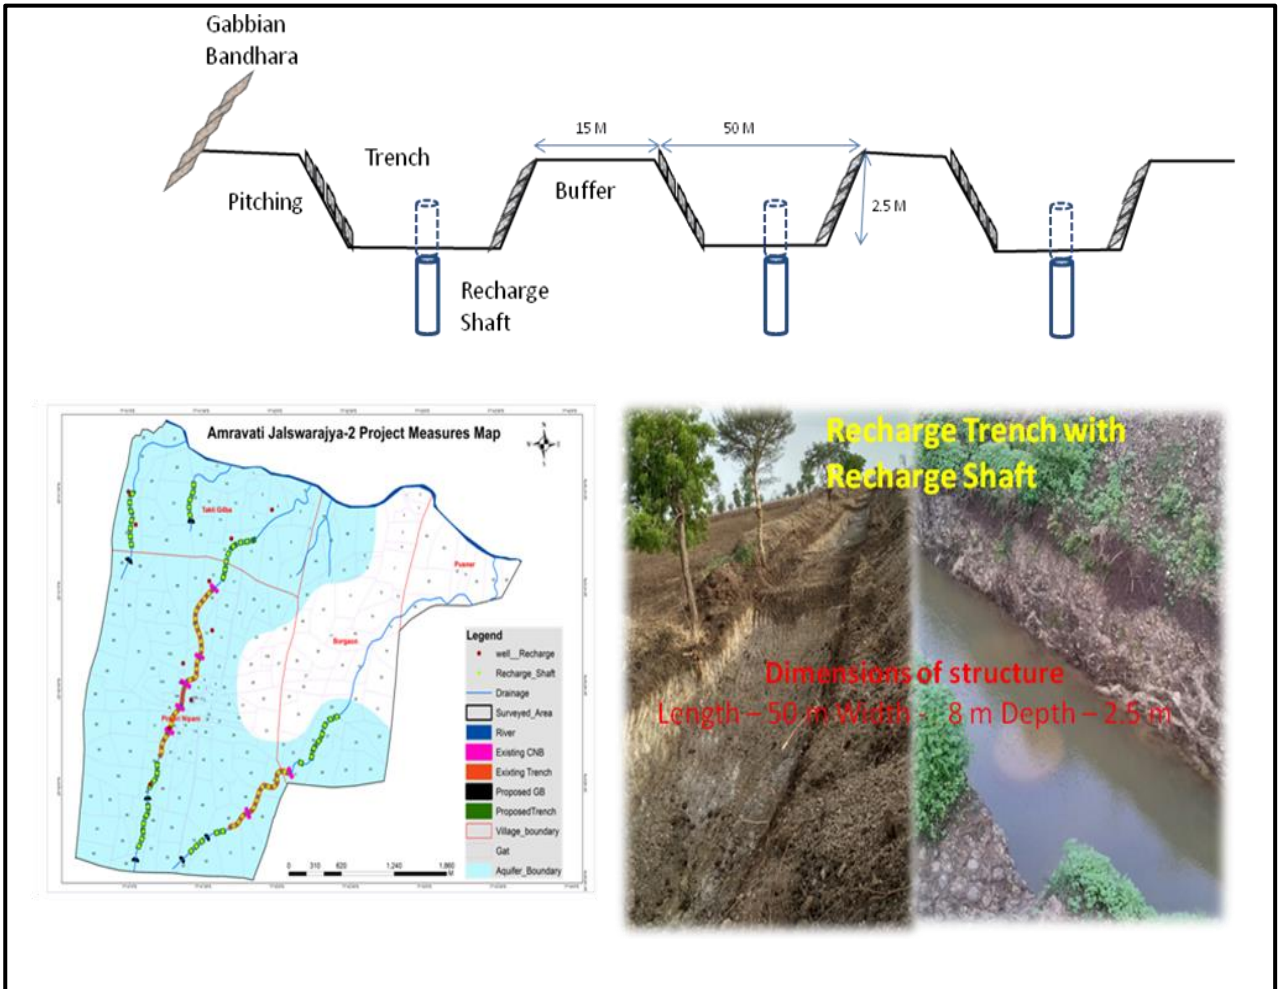 Gabbian
Bandhara
15 M
50 M
Trench
Pitching
Buffer
2.5 M
Recharge
Shaft
Amravati Jalswarajya-2 Project Measures Map
Takli Gilba
Pusner
Borgaon
Nipani
Legend
well__Recharge
Recharge_Shaft
Drainage
Surveyed_Area
River
Existing CNB
Exixting Trench
Proposed GB
ProposedTrench
Village_boundary
Gat
Aquifer_Boundary
0 310 620 1,240 1,860
M
Recharge Trench with
Recharge Shaft
Dimensions of structure
Length – 50 m Width - 8 m Depth – 2.5 m